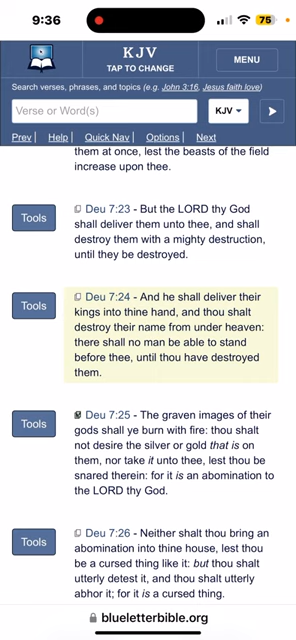 9:36
75
KJV
TAP TO CHANGE
MENU
Search verses, phrases, and topics (e.g. John 3:16, Jesus faith love)
Verse or Word(s)
KJV
Prev | Help | Quick Nav | Options | Next
them at once, lest the beasts of the field
increase upon thee.
Tools
Deu 7:23 - But the LORD thy God
shall deliver them unto thee, and shall
destroy them with a mighty destruction,
until they be destroyed.
Tools
Deu 7:24 - And he shall deliver their
kings into thine hand, and thou shalt
destroy their name from under heaven:
there shall no man be able to stand
before thee, until thou have destroyed
them.
Tools
Deu 7:25 - The graven images of their
gods shall ye burn with fire: thou shalt
not desire the silver or gold that is on
them, nor take it unto thee, lest thou be
snared therein: for it is an abomination to
the LORD thy God.
Tools
Deu 7:26 - Neither shalt thou bring an
abomination into thine house, lest thou
be a cursed thing like it: but thou shalt
utterly detest it, and thou shalt utterly
abhor it; for it is a cursed thing.
blueletterbible.org